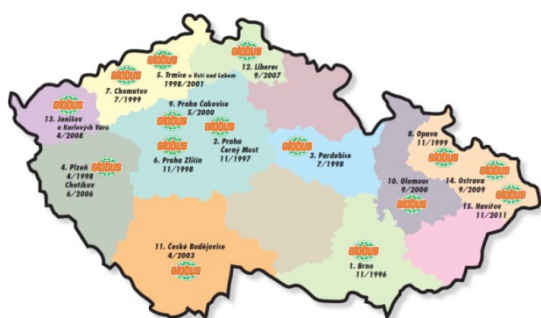 GLOBUS
12. Liberec
9/2007
GLOBUS
5. Trmice v Ústí nad Labem
1998/2001
GLOBUS
7. Chomutov
7/1999
GLOBUS
13. Jenišov
u Karlových Varů
4/2008
9. Praha Čakovice
5/2000
GLOBUS
GLOBUS
2. Praha
Černý Most
11/1997
GLOBUS
6. Praha Zličín
11/1998
4. Plzeň
4/1998
Chotíkov
6/2006
GLOBUS
GLOBUS
3. Pardubice
7/1998
8. Opava
11/1999
GLOBUS
GLOBUS
14. Ostrava
9/2009
GLOBUS
15. Havířov
11/2011
10. Olomouc
9/2000
GLOBUS
11. České Budějovice
4/2003
GLOBUS
GLOBUS
1. Brno
11/1996